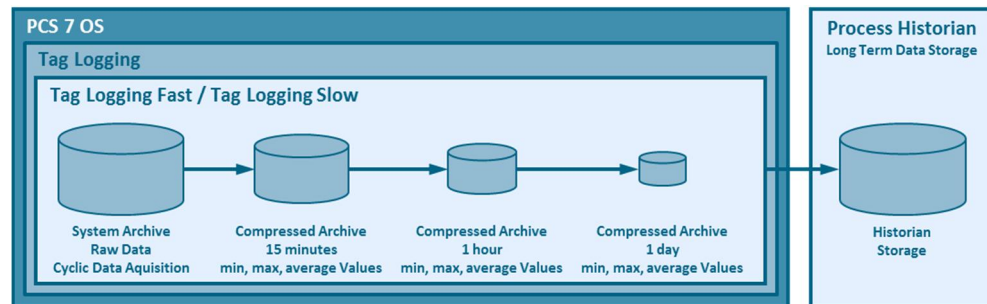 PCS 7 OS
Tag Logging
Tag Logging Fast / Tag Logging Slow
System Archive
Raw Data
Cyclic Data Aquisition
Compressed Archive
15 minutes
min, max, average Values
Compressed Archive
1 hour
min, max, average Values
Compressed Archive
1 day
min, max, average Values
Process Historian
Long Term Data Storage
Historian
Storage